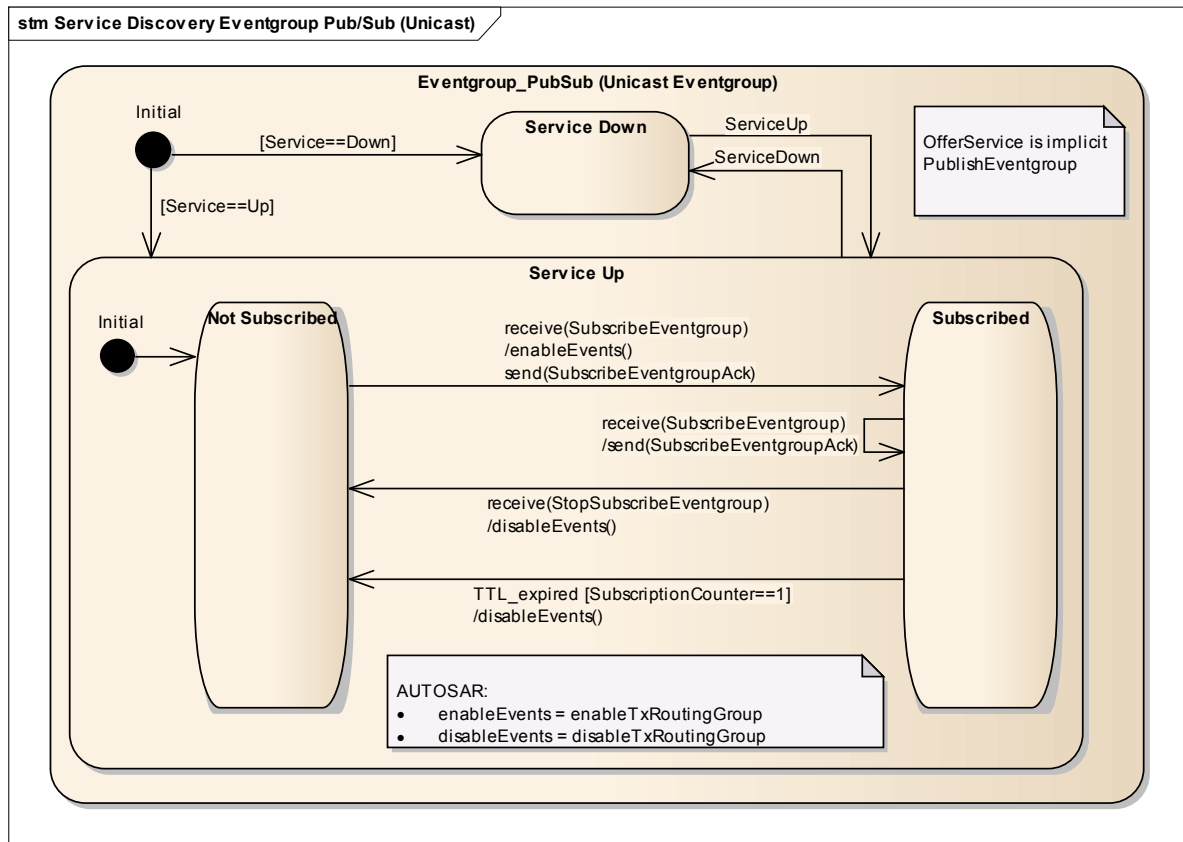 stm Service Discovery Eventgroup Pub/Sub (Unicast)
Eventgroup_PubSub (Unicast Eventgroup)
Initial
Service Down
[Service==Down]
ServiceUp
ServiceDown
OfferService is implicit
PublishEventgroup
[Service==Up]
Service Up
Initial
Not Subscribed
receive(SubscribeEventgroup)
/enableEvents()
send(SubscribeEventgroupAck)
Subscribed
receive(SubscribeEventgroup)
/send(SubscribeEventgroupAck)
receive(StopSubscribeEventgroup)
/disableEvents()
TTL_expired [SubscriptionCounter==1]
/disableEvents()
AUTOSAR:
• enableEvents = enableTxRoutingGroup
• disableEvents = disableTxRoutingGroup